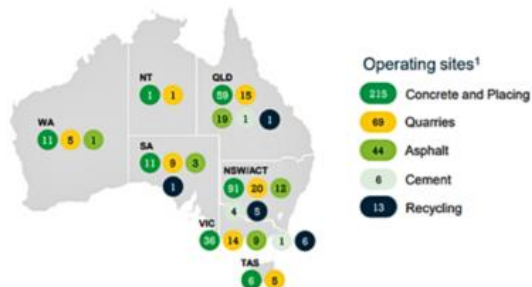 NT
1 1
QLD
59 15
19 1 1
WA
11 5 1
SA
11 9 3
1
NSW/ACT
91 20 12
4 5
VIC
36 14 9 1 6
TAS
6 5
Operating sites¹
215 Concrete and Placing
69 Quarries
44 Asphalt
6 Cement
13 Recycling